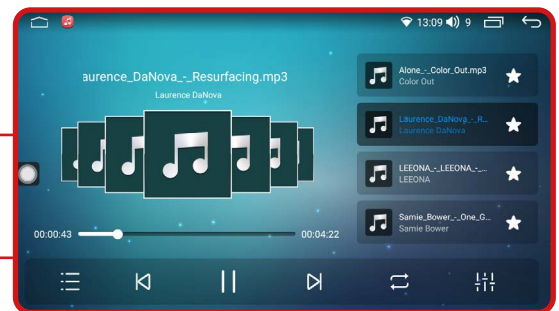 13:09 9
aurence_DaNova_-_Resurfacing.mp3
Laurence DaNova
00:00:43
00:04:22
Alone_-_Color_Out.mp3
Color Out
Laurence_DaNova_-_R...
Laurence DaNova
LEEONA_-_LEEONA_-_...
LEEONA
Samie_Bower_-_One_G...
Samie Bower